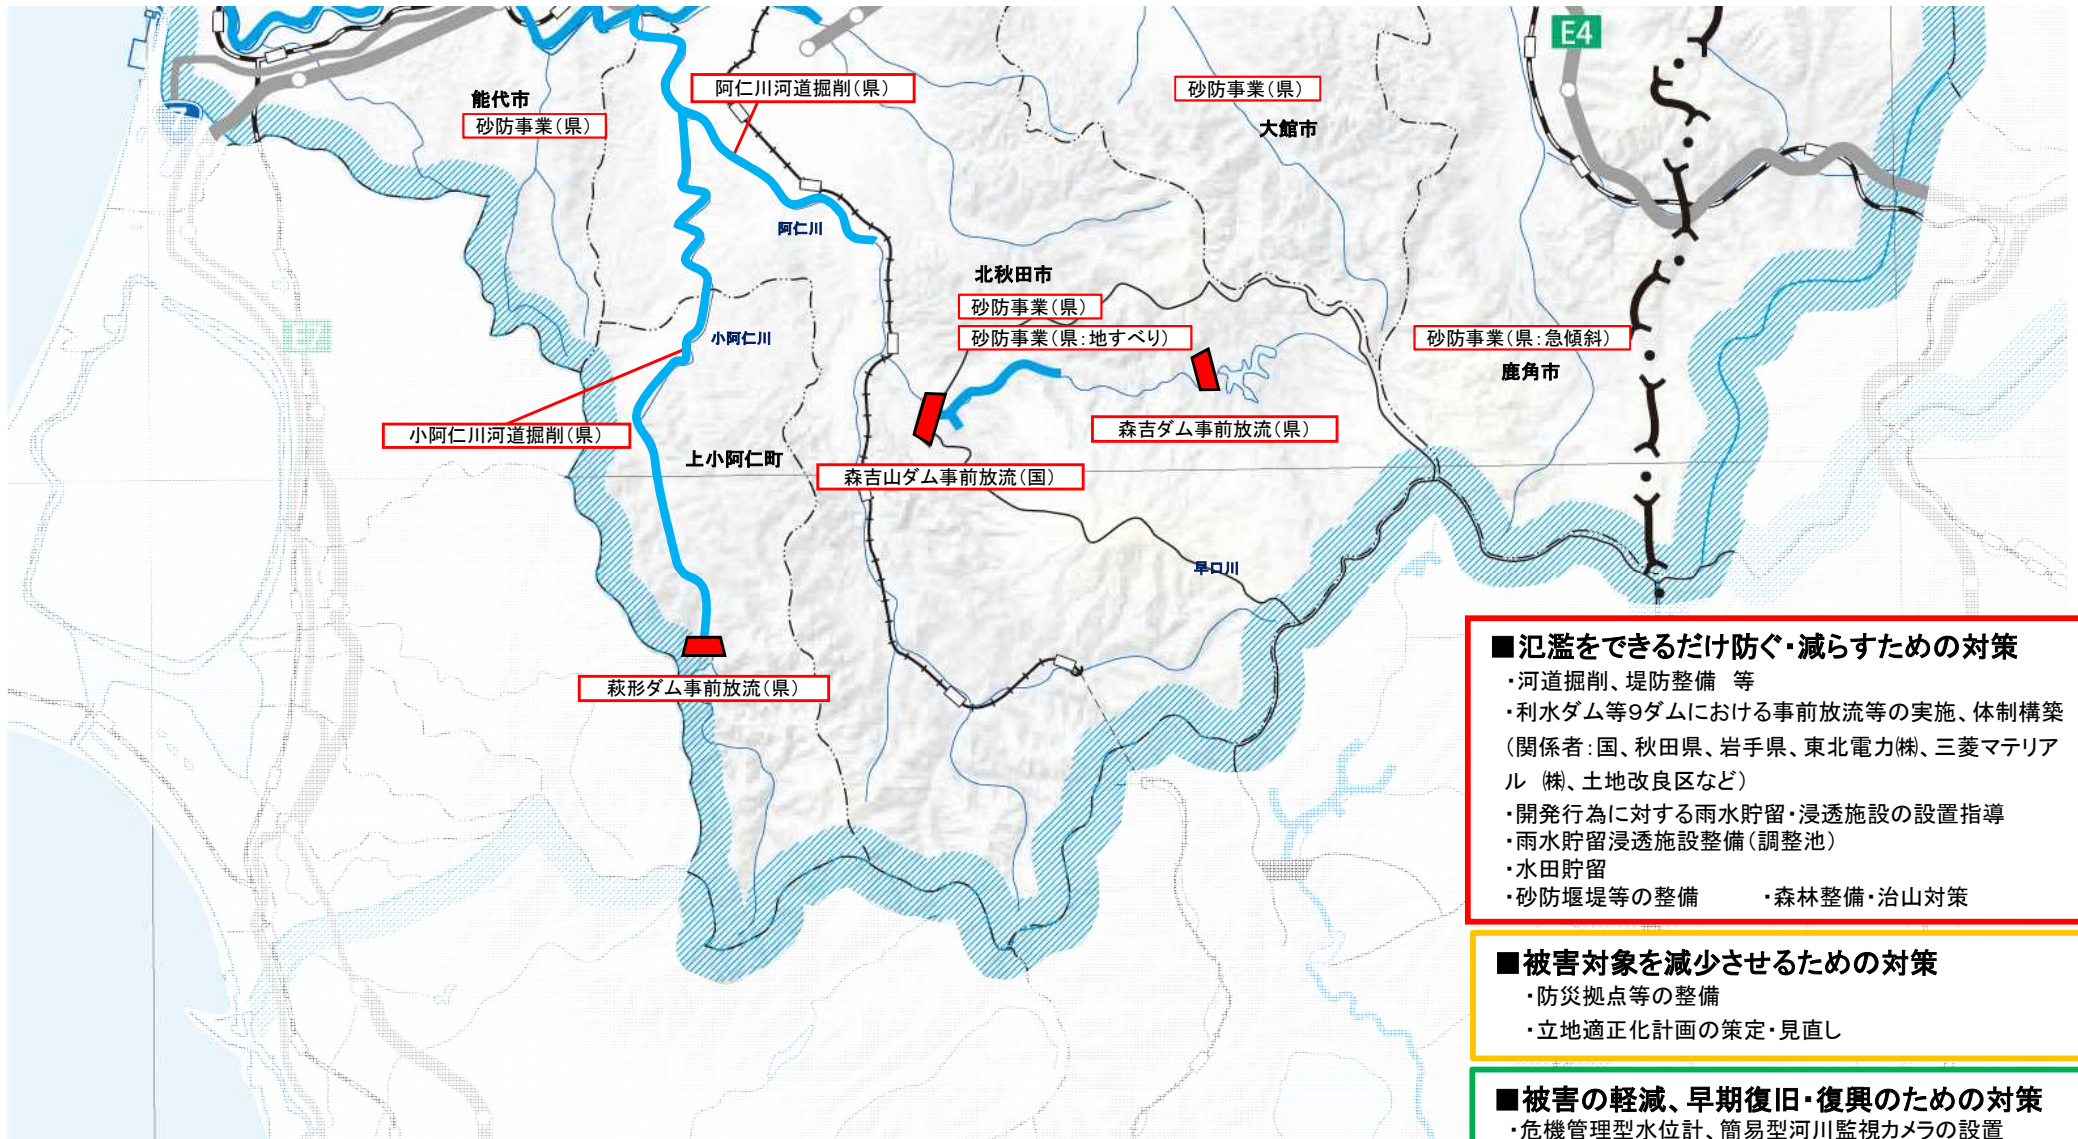 E4
阿仁川河道掘削(県)
砂防事業(県)
能代市
砂防事業(県)
大館市
阿仁川
北秋田市
砂防事業(県)
砂防事業(県:地すべり)
小阿仁川
砂防事業(県:急傾斜)
鹿角市
小阿仁川河道掘削(県)
森吉ダム事前放流(県)
上小阿仁町
森吉山ダム事前放流(国)
早口川
萩形ダム事前放流(県)
■氾濫をできるだけ防ぐ・減らすための対策
・河道掘削、堤防整備 等
・利水ダム等9ダムにおける事前放流等の実施、体制構築
(関係者:国、秋田県、岩手県、東北電力㈱、三菱マテリア
ル ㈱、土地改良区など)
・開発行為に対する雨水貯留・浸透施設の設置指導
・雨水貯留浸透施設整備(調整池)
・水田貯留
・砂防堰堤等の整備 ・森林整備・治山対策
■被害対象を減少させるための対策
・防災拠点等の整備
・立地適正化計画の策定・見直し
■被害の軽減、早期復旧・復興のための対策
・危機管理型水位計、簡易型河川監視カメラの設置